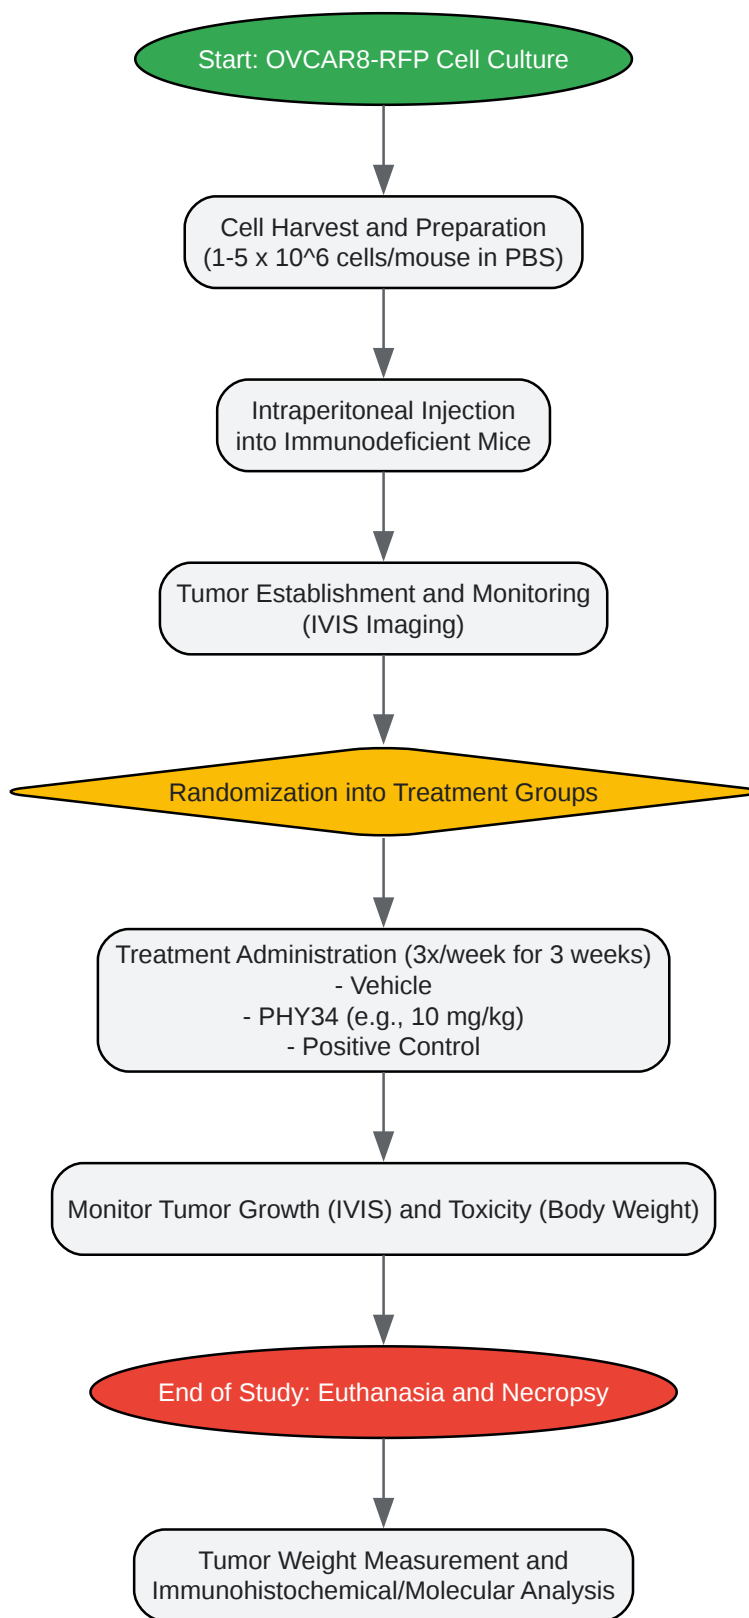 Start: OVCAR8-RFP Cell Culture
Cell Harvest and Preparation
(1-5 x 10^6 cells/mouse in PBS)
Intraperitoneal Injection
into Immunodeficient Mice
Tumor Establishment and Monitoring
(IVIS Imaging)
Randomization into Treatment Groups
Treatment Administration (3x/week for 3 weeks)
- Vehicle
- PHY34 (e.g., 10 mg/kg)
- Positive Control
Monitor Tumor Growth (IVIS) and Toxicity (Body Weight)
End of Study: Euthanasia and Necropsy
Tumor Weight Measurement and
Immunohistochemical/Molecular Analysis